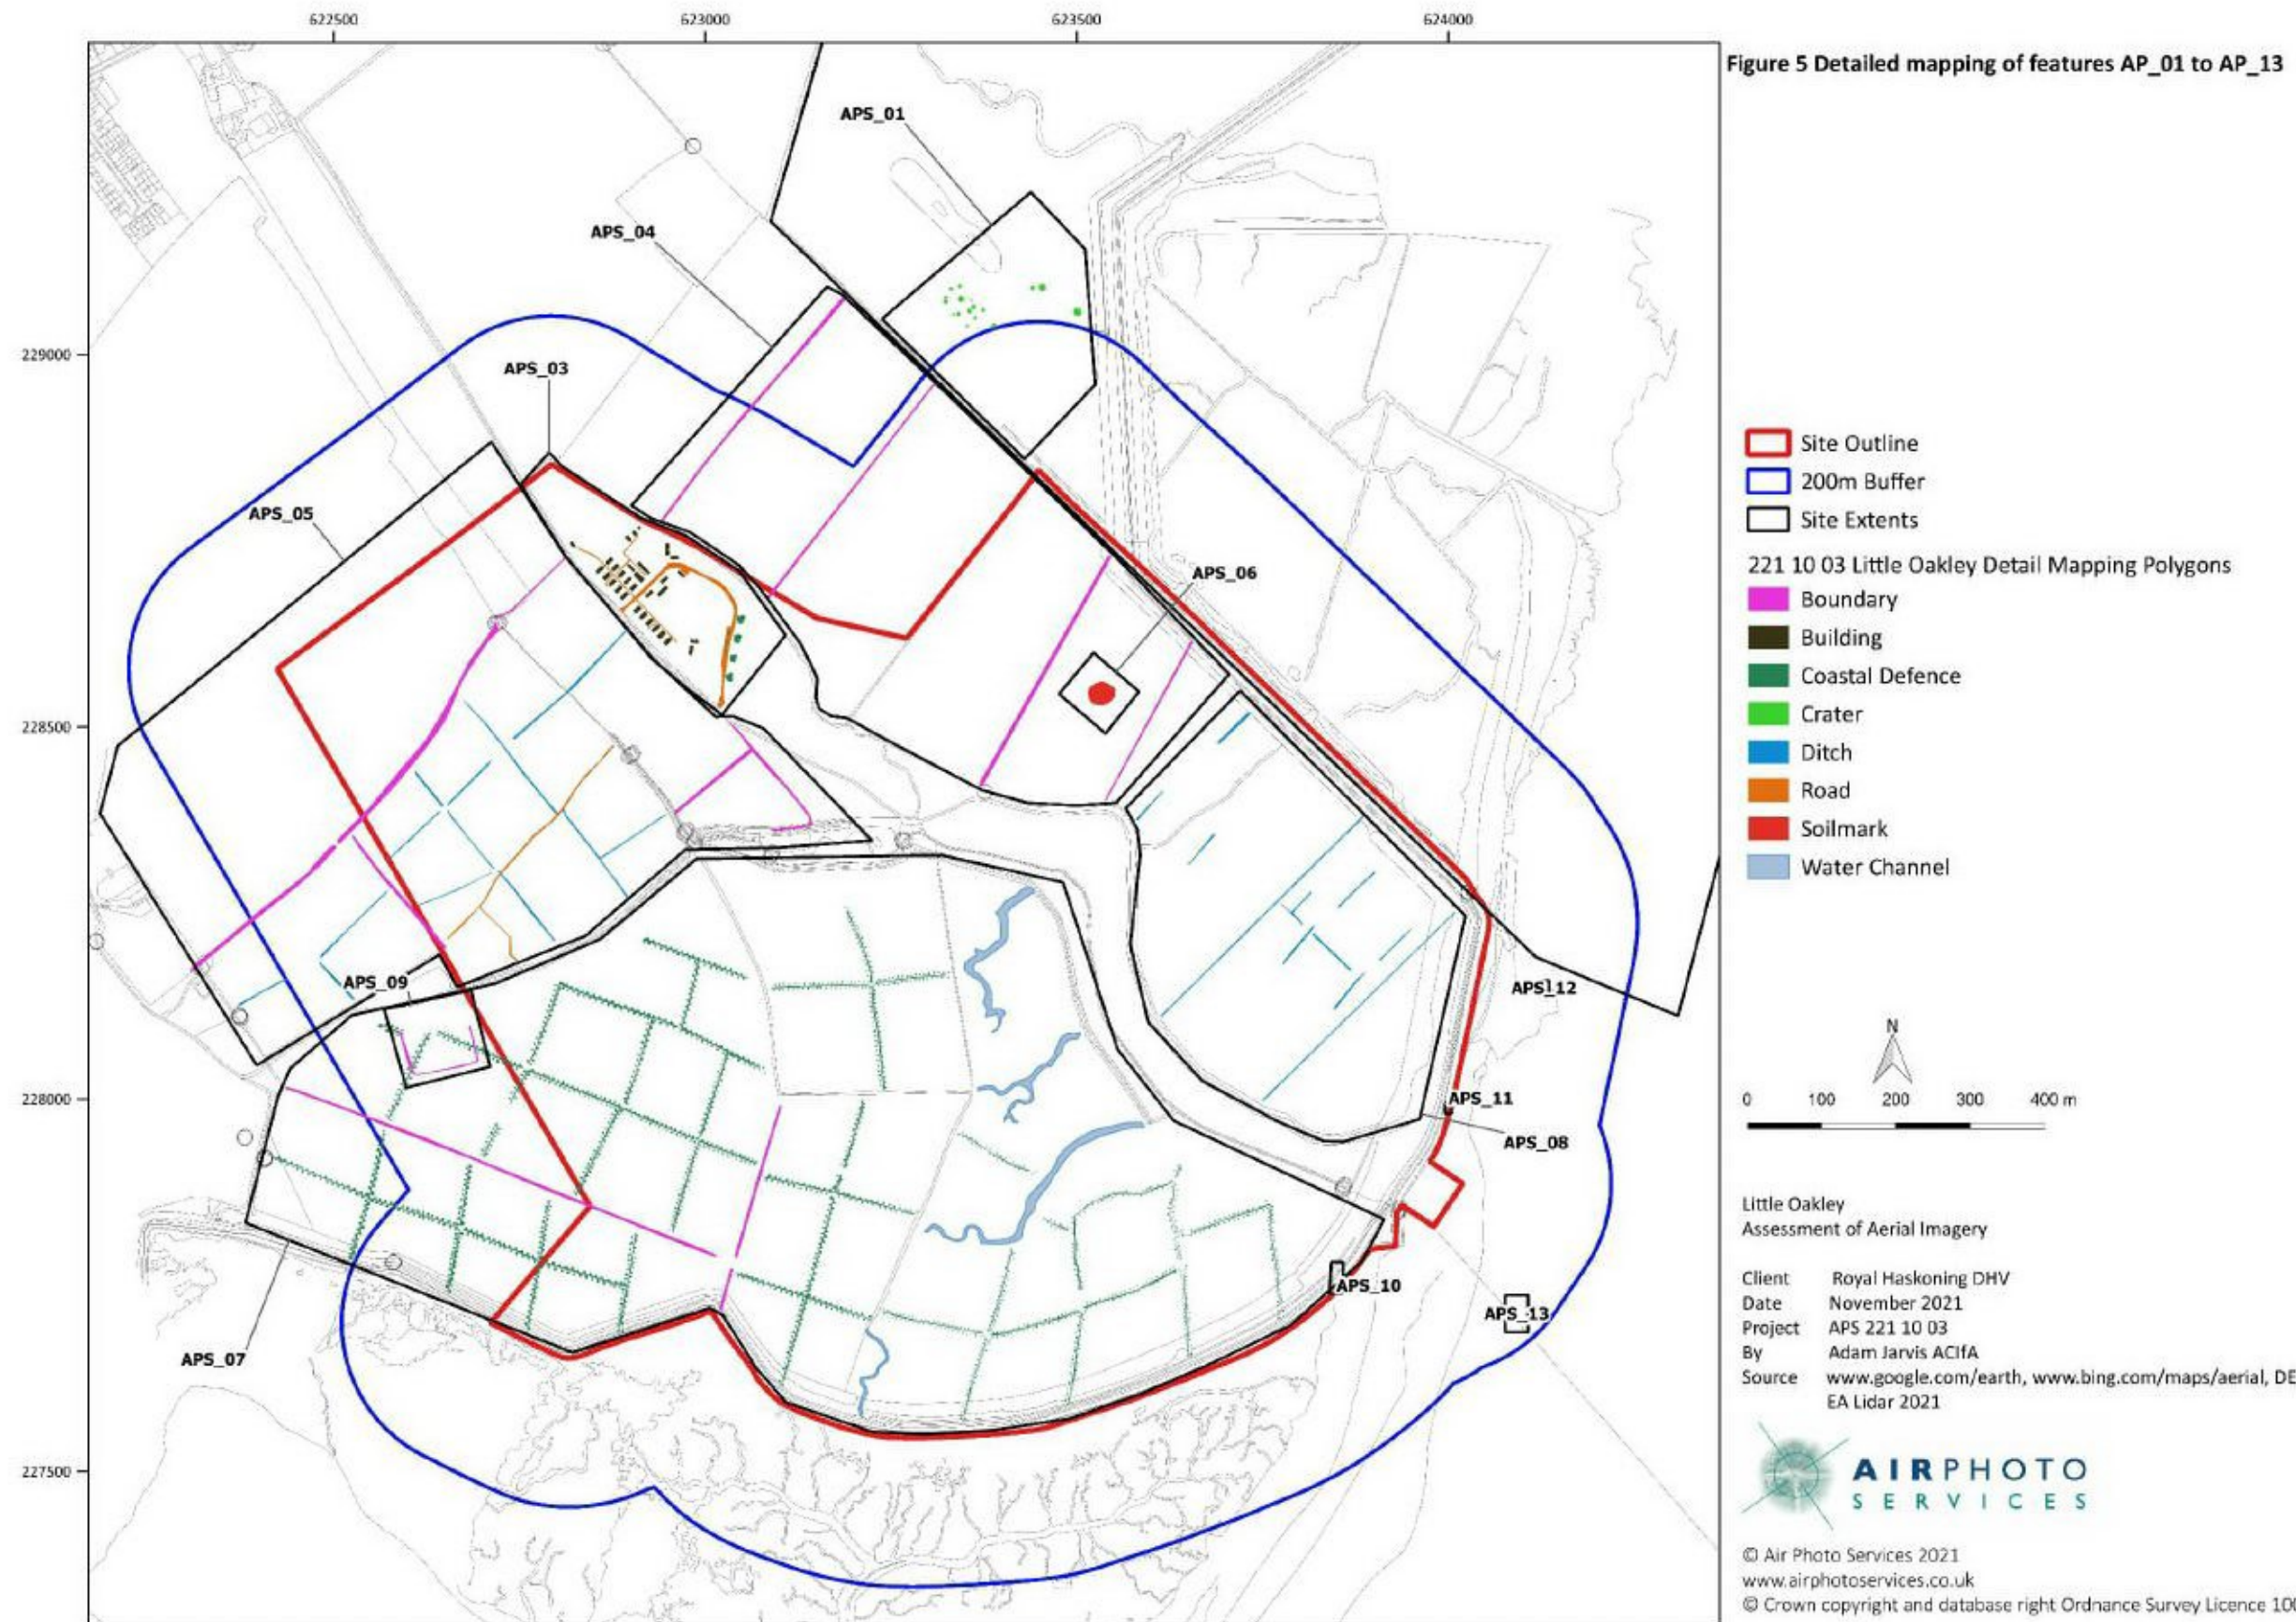 622500 623000 623500 624000
Figure 5 Detailed mapping of features AP_01 to AP_13
APS_01
APS_04
229000
APS_03
APS_05
APS_06
228500
APS_09
APS_12
228000
APS_11
APS_08
APS_10
APS_13
APS_07
227500
Site Outline
200m Buffer
Site Extents
221 10 03 Little Oakley Detail Mapping Polygons
Boundary
Building
Coastal Defence
Crater
Ditch
Road
Soilmark
Water Channel
N
0 100 200 300 400 m
Little Oakley
Assessment of Aerial Imagery
Client Royal Haskoning DHV
Date November 2021
Project APS 221 10 03
By Adam Jarvis ACIfA
Source www.google.com/earth, www.bing.com/maps/aerial, DE
EA Lidar 2021
AIRPHOTO
SERVICES
© Air Photo Services 2021
www.airphotoservices.co.uk
© Crown copyright and database right Ordnance Survey Licence